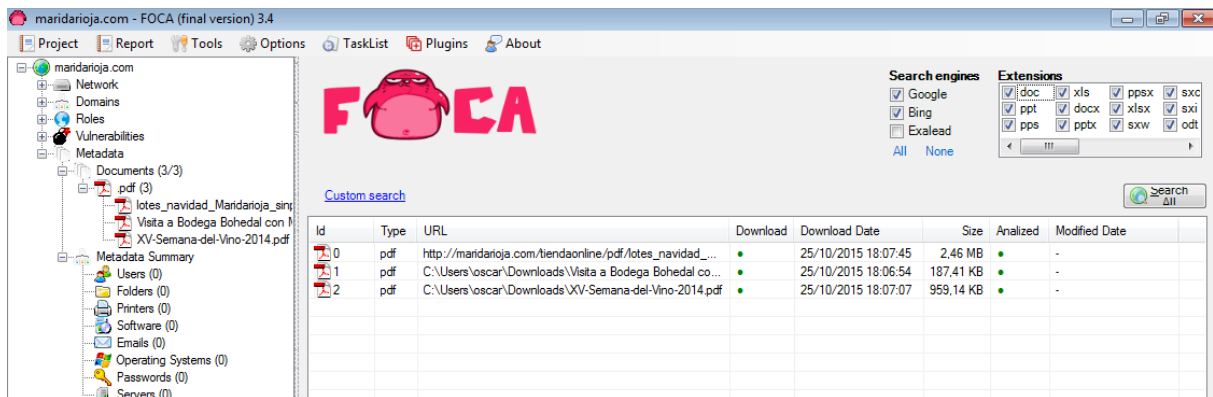 maridarioja.com - FOCA (final version) 3.4
Project Report Tools Options TaskList Plugins About
maridarioja.com
Network
Domains
Roles
Vulnerabilities
Metadata
Documents (3/3)
.pdf (3)
lotes_navidad_Maridarioja_sinp
Visita a Bodega Bohedal con M
XV-Semana-del-Vino-2014.pdf
Metadata Summary
Users (0)
Folders (0)
Printers (0)
Software (0)
Emails (0)
Operating Systems (0)
Passwords (0)
Servers (0)
FOCA
Search engines
Google
Bing
Exalead
All None
Extensions
doc xls ppsx sxc
ppt docx xlsx sxi
pps pptx sxw odt
Custom search
Search All
Id Type URL Download Download Date Size Analized Modified Date
0 pdf http://maridarioja.com/tiendaonline/pdf/lotes_navidad_... 25/10/2015 18:07:45 2,46 MB -
1 pdf C:\Users\oscar\Downloads\Visita a Bodega Bohedal co... 25/10/2015 18:06:54 187,41 KB -
2 pdf C:\Users\oscar\Downloads\XV-Semana-del-Vino-2014.pdf 25/10/2015 18:07:07 959,14 KB -